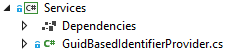 C# Services
Dependencies
C# GuidBasedIdentifierProvider.cs